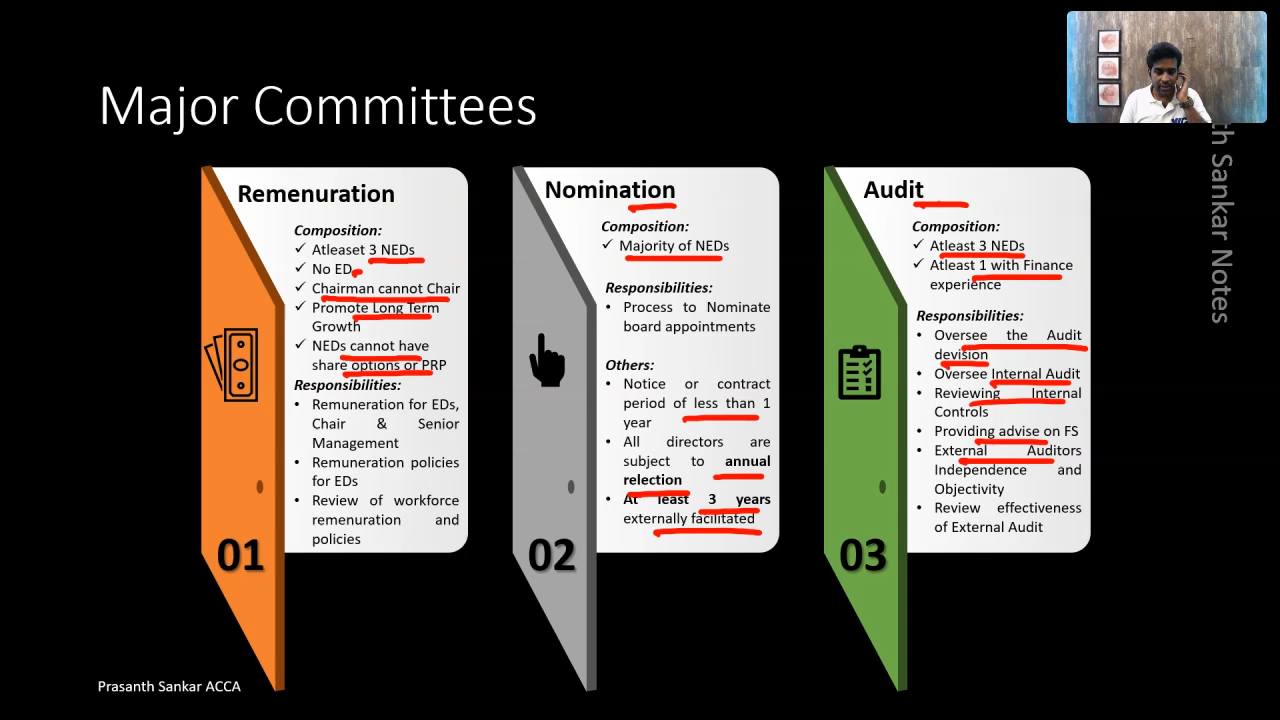 Major Committees
Remenuration
Composition:
✓ Atleaset 3 NEDs
✓ No ED
✓ Chairman cannot Chair
✓ Promote Long Term
Growth
✓ NEDs cannot have
share options or PRP
Responsibilities:
• Remuneration for EDs,
Chair & Senior
Management
• Remuneration policies
for EDs
• Review of workforce
remenuration and
policies
01
Nomination
Composition:
✓ Majority of NEDs
Responsibilities:
• Process to Nominate
board appointments
Others:
• Notice or contract
period of less than 1
year
• All directors are
subject to annual
relection
• At least 3 years
externally facilitated
02
Audit
Composition:
✓ Atleast 3 NEDs
✓ Atleast 1 with Finance
experience
Responsibilities:
• Oversee the Audit
devision
• Oversee Internal Audit
• Reviewing Internal
Controls
• Providing advise on FS
• External Auditors
Independence and
Objectivity
• Review effectiveness
of External Audit
03
Sankar Notes
Prasanth Sankar ACCA